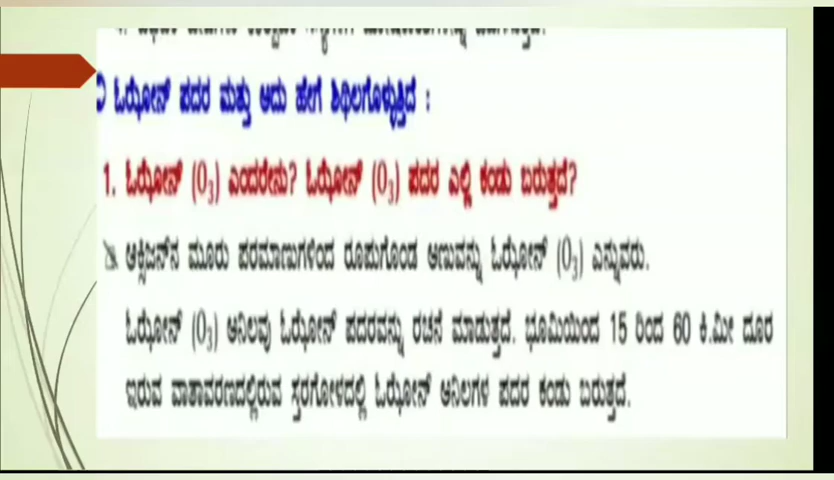 ಓಝೋನ್ ಪದರ ಮತ್ತು ಅದು ಹೇಗೆ ಶಿಥಿಲಗೊಳ್ಳುತ್ತಿದೆ :
1. ಓಝೋನ್ (O₃) ಎಂದರೇನು? ಓಝೋನ್ (O₃) ಪದರ ಎಲ್ಲಿ ಕಂಡು ಬರುತ್ತದೆ?
ಆಕ್ಸಿಜನ್‌ನ ಮೂರು ಪರಮಾಣುಗಳಿಂದ ರೂಪುಗೊಂಡ ಅಣುವನ್ನು ಓಝೋನ್ (O₃) ಎನ್ನುವರು.
ಓಝೋನ್ (O₃) ಅನಿಲವು ಓಝೋನ್ ಪದರವನ್ನು ರಚನೆ ಮಾಡುತ್ತದೆ. ಭೂಮಿಯಿಂದ 15 ರಿಂದ 60 ಕಿ.ಮೀ ದೂರ
ಇರುವ ವಾತಾವರಣದಲ್ಲಿರುವ ಸ್ತರಗೋಳದಲ್ಲಿ ಓಝೋನ್ ಅನಿಲಗಳ ಪದರ ಕಂಡು ಬರುತ್ತದೆ.